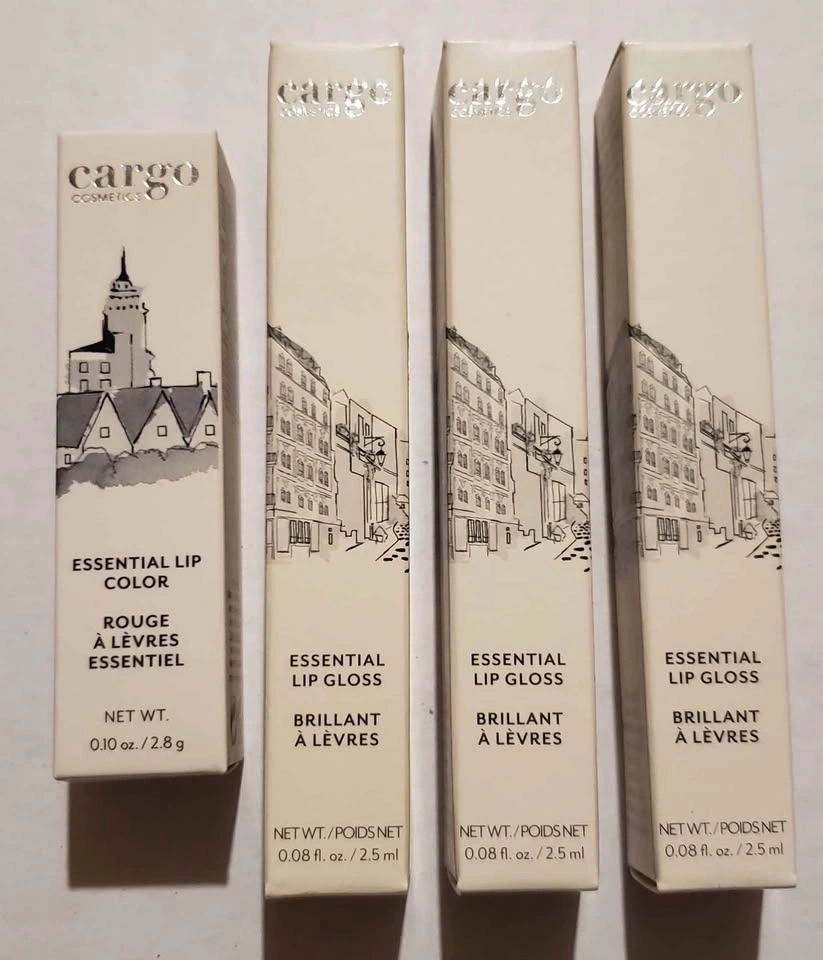 cargo
COSMETICS
ESSENTIAL LIP
COLOR
ROUGE
À LÈVRES
ESSENTIEL
NET WT.
0.10 oz. / 2.8 g
cargo
COSMETICS
ESSENTIAL
LIP GLOSS
BRILLANT
À LÈVRES
NET WT./POIDS NET
0.08 fl. oz. / 2.5 ml
cargo
COSMETICS
ESSENTIAL
LIP GLOSS
BRILLANT
À LÈVRES
NET WT./POIDS NET
0.08 fl. oz. / 2.5 ml
cargo
COSMETICS
ESSENTIAL
LIP GLOSS
BRILLANT
À LÈVRES
NET WT./POIDS NET
0.08 fl. oz. / 2.5 ml